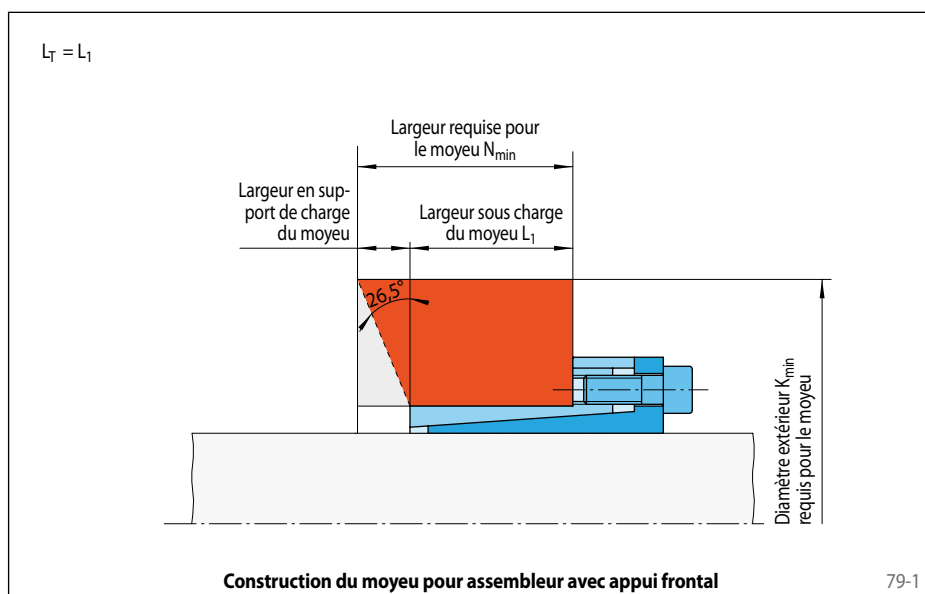 L_T = L_1
Largeur requise pour
le moyeu N_min
Largeur en sup-
port de charge
du moyeu
Largeur sous charge
du moyeu L_1
26,5°
Diamètre extérieur K_min
requis pour le moyeu
Construction du moyeu pour assembleur avec appui frontal
79-1